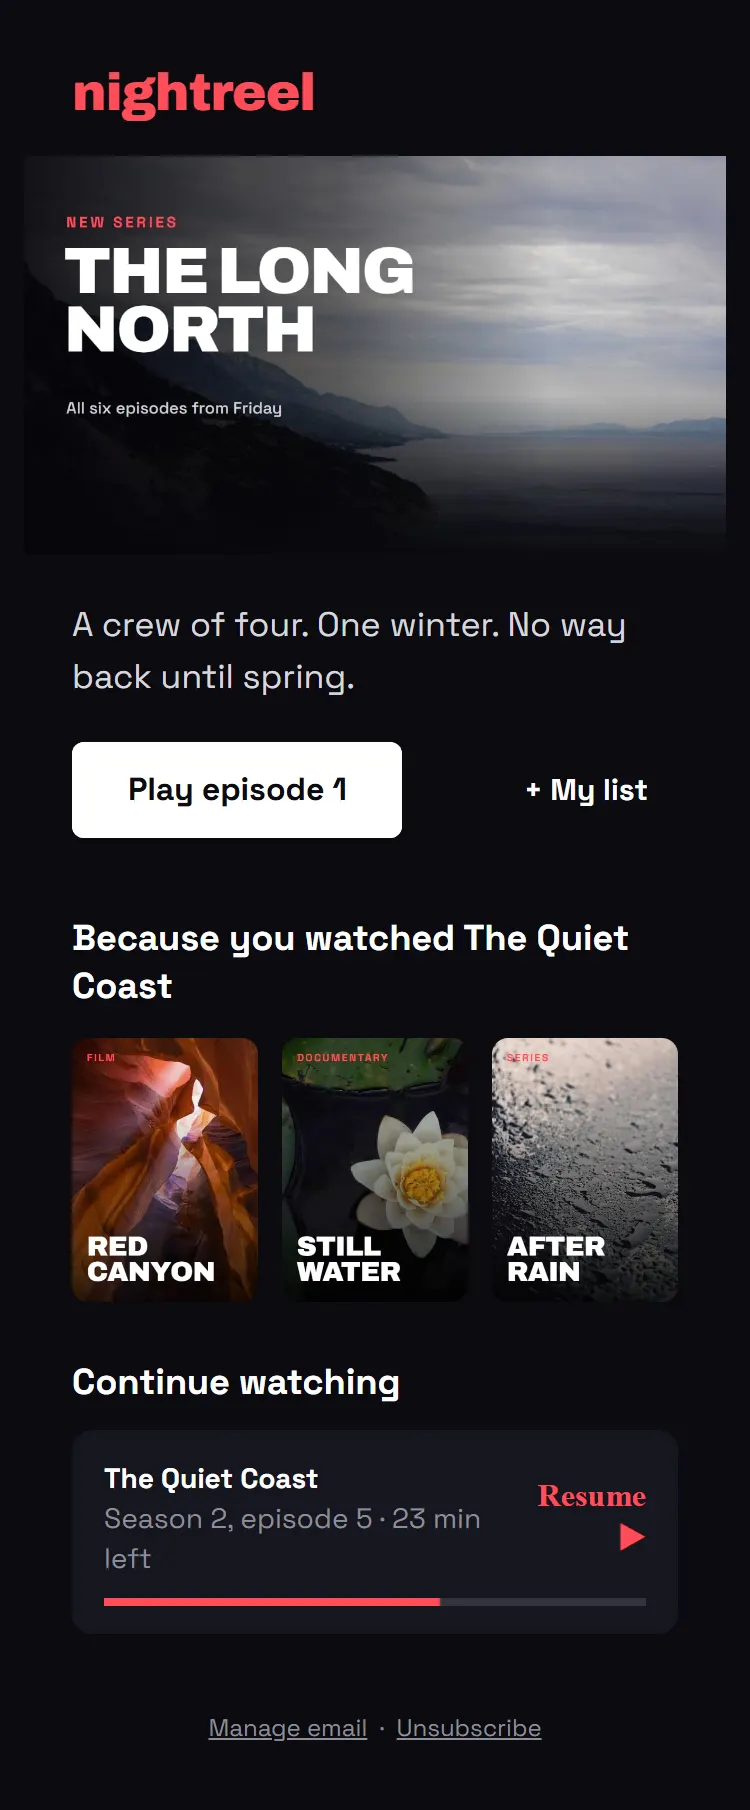 nightreel
NEW SERIES
THE LONG
NORTH
All six episodes from Friday
A crew of four. One winter. No way
back until spring.
Play episode 1
+ My list
Because you watched The Quiet
Coast
FILM
RED
CANYON
DOCUMENTARY
STILL
WATER
SERIES
AFTER
RAIN
Continue watching
The Quiet Coast
Season 2, episode 5 · 23 min
left
Resume
▶
Manage email · Unsubscribe